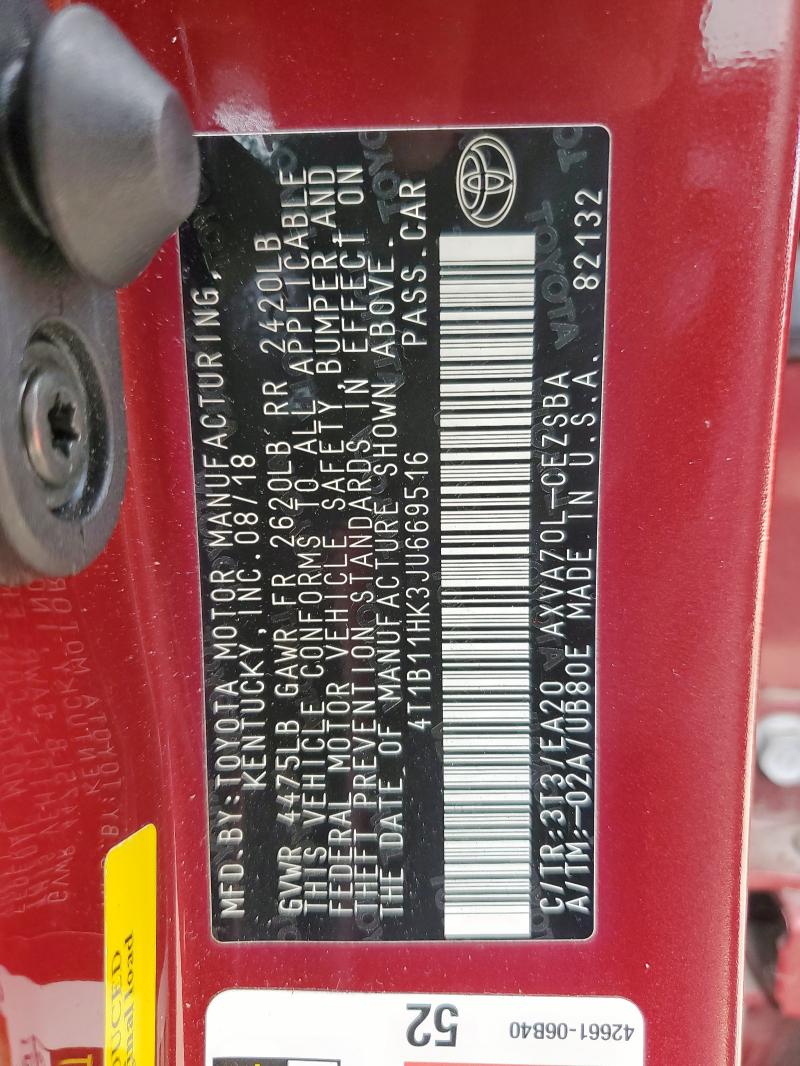 MFD.BY:TOYOTA MOTOR MANUFACTURING,
KENTUCKY,INC.08/18
GVWR 4475LB GAWR FR 2620LB RR 2420LB
THIS VEHICLE CONFORMS TO ALL APPLICABLE
FEDERAL MOTOR VEHICLE SAFETY,BUMPER,AND
THEFT PREVENTION STANDARDS IN EFFECT ON
THE DATE OF MANUFACTURE SHOWN ABOVE.
4T1B11HK3JU669516 PASS.CAR
C/TR:3T3/EA20 AXVA70L-CEZSBA
A/TM:-02A/UB80E MADE IN U.S.A. 82132
TOYOTA
52
42661-06B40